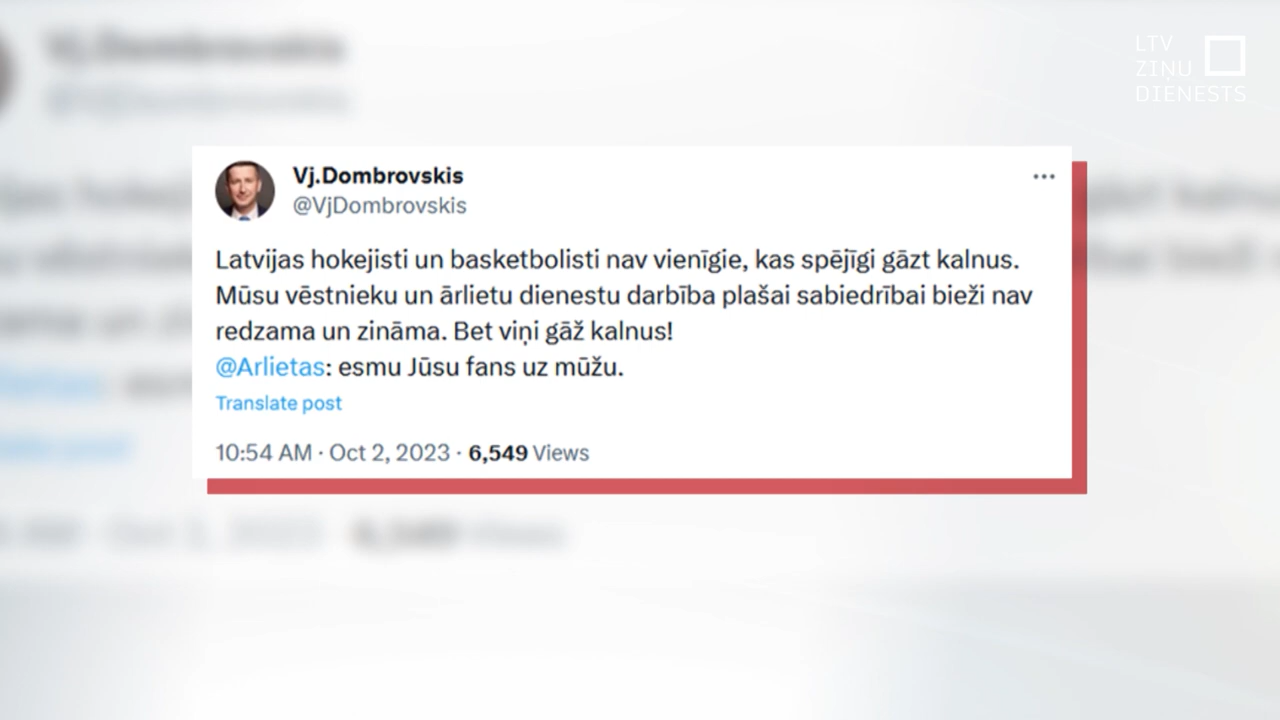 LTV
ZIŅU
DIENESTS
Vj.Dombrovskis
@VjDombrovskis
Latvijas hokejisti un basketbolisti nav vienīgie, kas spējīgi gāzt kalnus.
Mūsu vēstnieku un ārlietu dienestu darbība plašai sabiedrībai bieži nav
redzama un zināma. Bet viņi gāž kalnus!
@Arlietas: esmu Jūsu fans uz mūžu.
Translate post
10:54 AM · Oct 2, 2023 · 6,549 Views